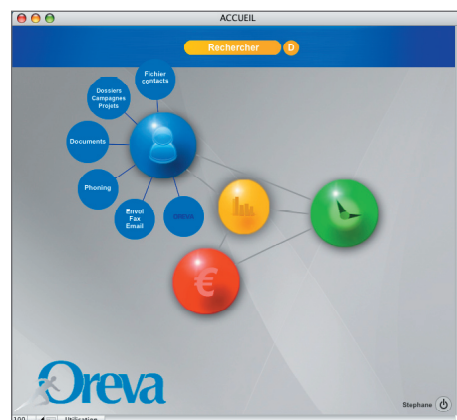 ACCUEIL
Rechercher D
Fichier
contacts
Dossiers
Campagnes
Projets
Documents
Phoning
Envoi
Fax
Email
€
Oreva
Stephane
100
Utilisation